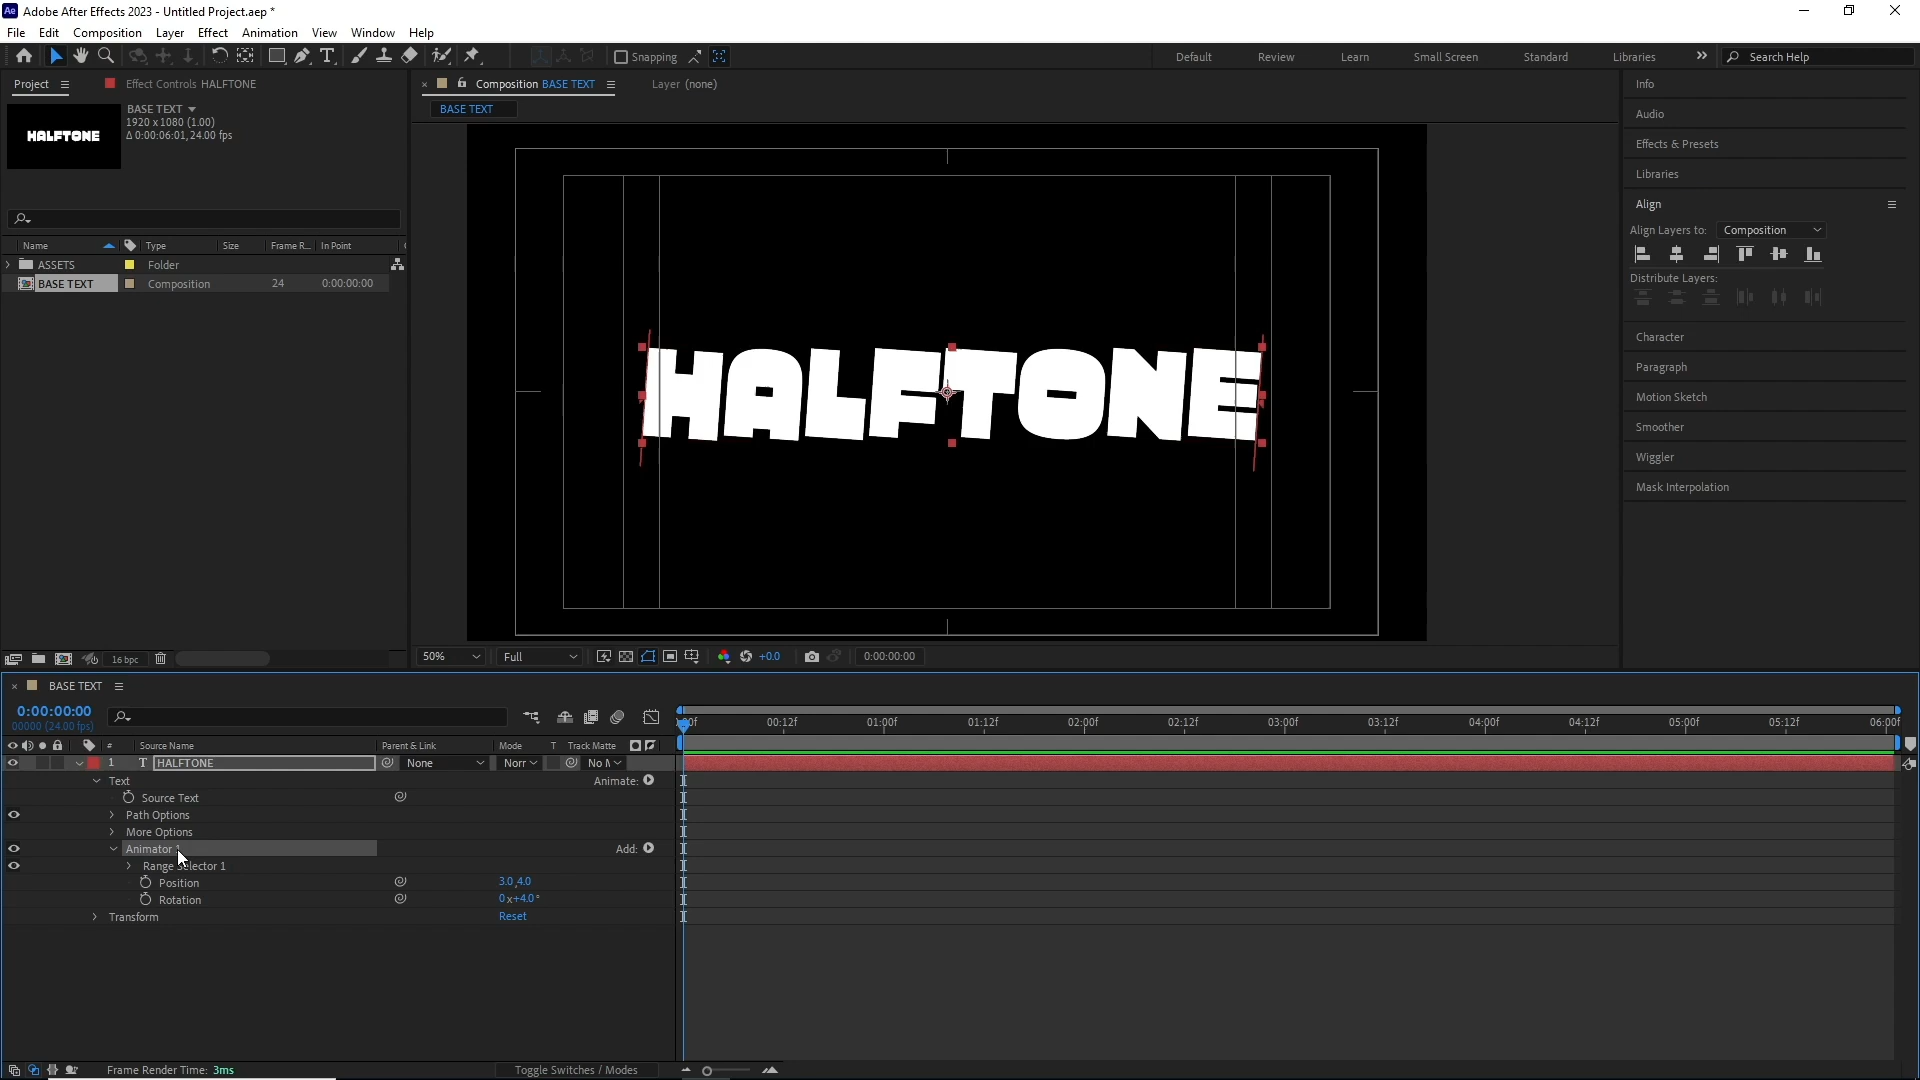 Ae Adobe After Effects 2023 - Untitled Project.aep *
File Edit Composition Layer Effect Animation View Window Help
Snapping
Default Review Learn Small Screen Standard Libraries
Search Help
Project
Effect Controls HALFTONE
Composition BASE TEXT
Layer (none)
BASE TEXT
HALFTONE
BASE TEXT
1920 x 1080 (1.00)
Δ 0:00:06:01, 24.00 fps
Name Type Size Frame R... In Point
ASSETS Folder
BASE TEXT Composition 24 0:00:00:00
16 bpc
HALFTONE
50% Full +0.0 0:00:00:00
Info
Audio
Effects & Presets
Libraries
Align
Align Layers to: Composition
Distribute Layers:
Character
Paragraph
Motion Sketch
Smoother
Wiggler
Mask Interpolation
BASE TEXT
0:00:00:00
00000 (24.00 fps)
00:12f 01:00f 01:12f 02:00f 02:12f 03:00f 03:12f 04:00f 04:12f 05:00f 05:12f 06:00f
# Source Name Parent & Link Mode T Track Matte
1 T HALFTONE None Norr
Text Animate:
Source Text
Path Options
More Options
Animator 1 Add:
Range Selector 1
Position 3.0,4.0
Rotation 0x+4.0°
Transform Reset
Frame Render Time: 3ms
Toggle Switches / Modes